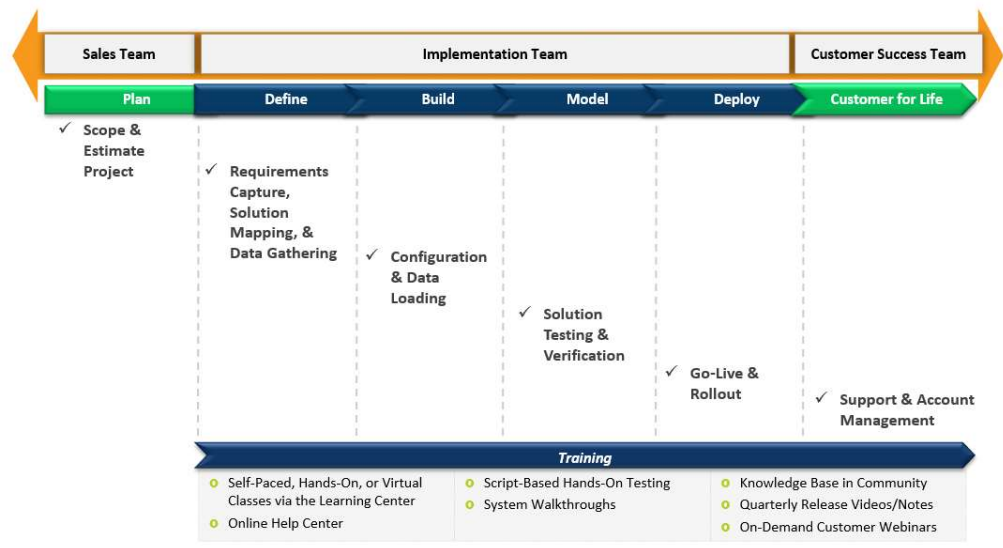 Sales Team
Implementation Team
Customer Success Team
Plan
Define
Build
Model
Deploy
Customer for Life
Scope &
Estimate
Project
Requirements
Capture,
Solution
Mapping, &
Data Gathering
Configuration
& Data
Loading
Solution
Testing &
Verification
Go-Live &
Rollout
Support & Account
Management
Training
Self-Paced, Hands-On, or Virtual
Classes via the Learning Center
Online Help Center
Script-Based Hands-On Testing
System Walkthroughs
Knowledge Base in Community
Quarterly Release Videos/Notes
On-Demand Customer Webinars